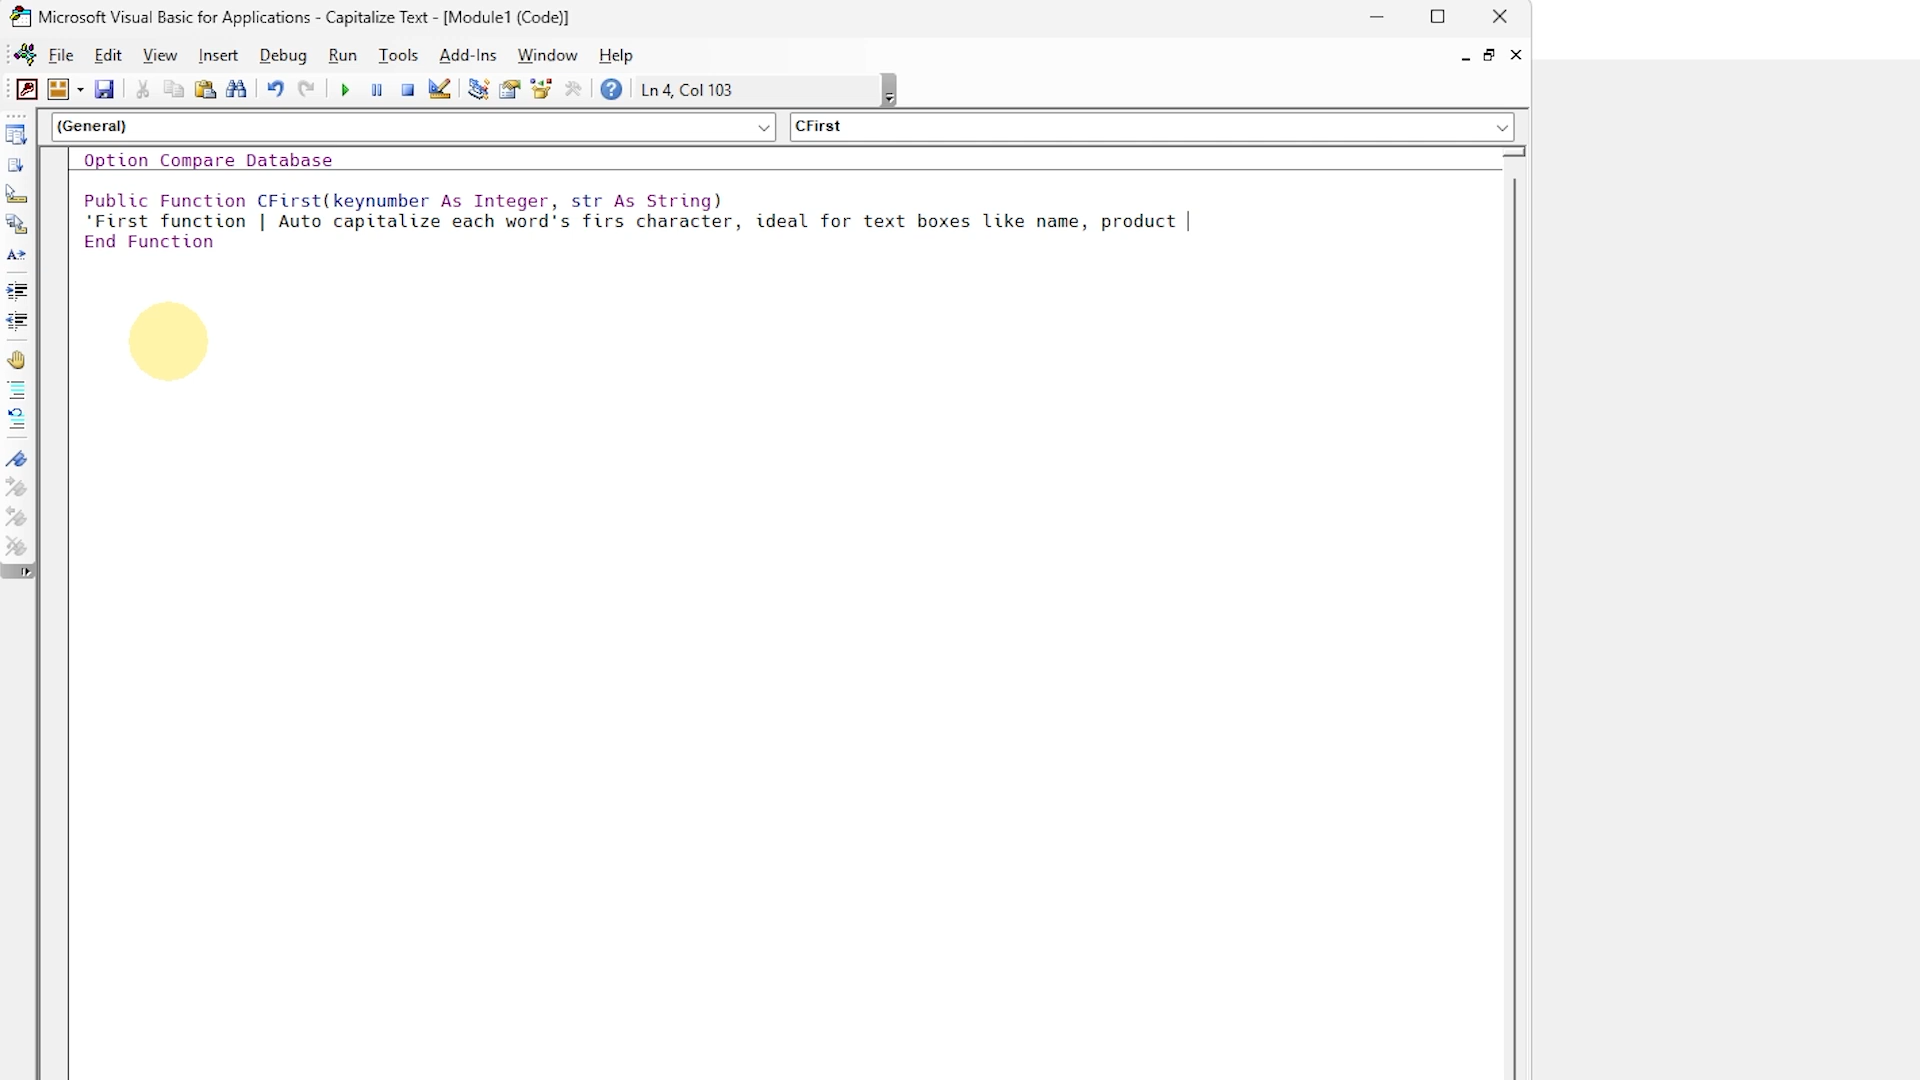 Microsoft Visual Basic for Applications - Capitalize Text - [Module1 (Code)]
File Edit View Insert Debug Run Tools Add-Ins Window Help
Ln 4, Col 103
(General) CFirst
Option Compare Database
Public Function CFirst(keynumber As Integer, str As String)
'First function | Auto capitalize each word's firs character, ideal for text boxes like name, product
End Function